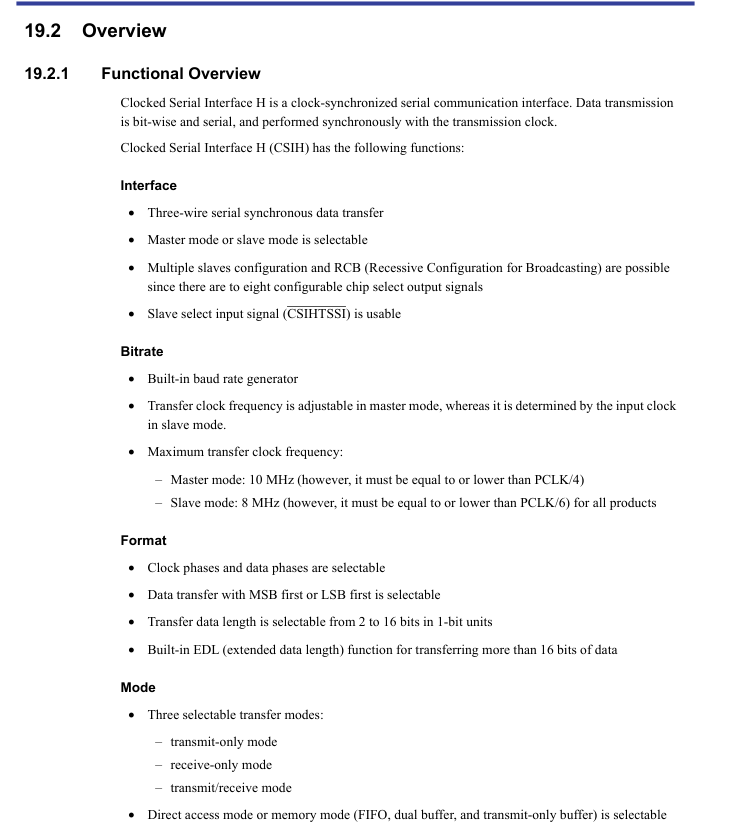 19.2 Overview
19.2.1 Functional Overview
Clocked Serial Interface H is a clock-synchronized serial communication interface. Data transmission
is bit-wise and serial, and performed synchronously with the transmission clock.
Clocked Serial Interface H (CSIH) has the following functions:
Interface
• Three-wire serial synchronous data transfer
• Master mode or slave mode is selectable
• Multiple slaves configuration and RCB (Recessive Configuration for Broadcasting) are possible
since there are to eight configurable chip select output signals
• Slave select input signal (CSIHTSSI) is usable
Bitrate
• Built-in baud rate generator
• Transfer clock frequency is adjustable in master mode, whereas it is determined by the input clock
in slave mode.
• Maximum transfer clock frequency:
– Master mode: 10 MHz (however, it must be equal to or lower than PCLK/4)
– Slave mode: 8 MHz (however, it must be equal to or lower than PCLK/6) for all products
Format
• Clock phases and data phases are selectable
• Data transfer with MSB first or LSB first is selectable
• Transfer data length is selectable from 2 to 16 bits in 1-bit units
• Built-in EDL (extended data length) function for transferring more than 16 bits of data
Mode
• Three selectable transfer modes:
– transmit-only mode
– receive-only mode
– transmit/receive mode
• Direct access mode or memory mode (FIFO, dual buffer, and transmit-only buffer) is selectable